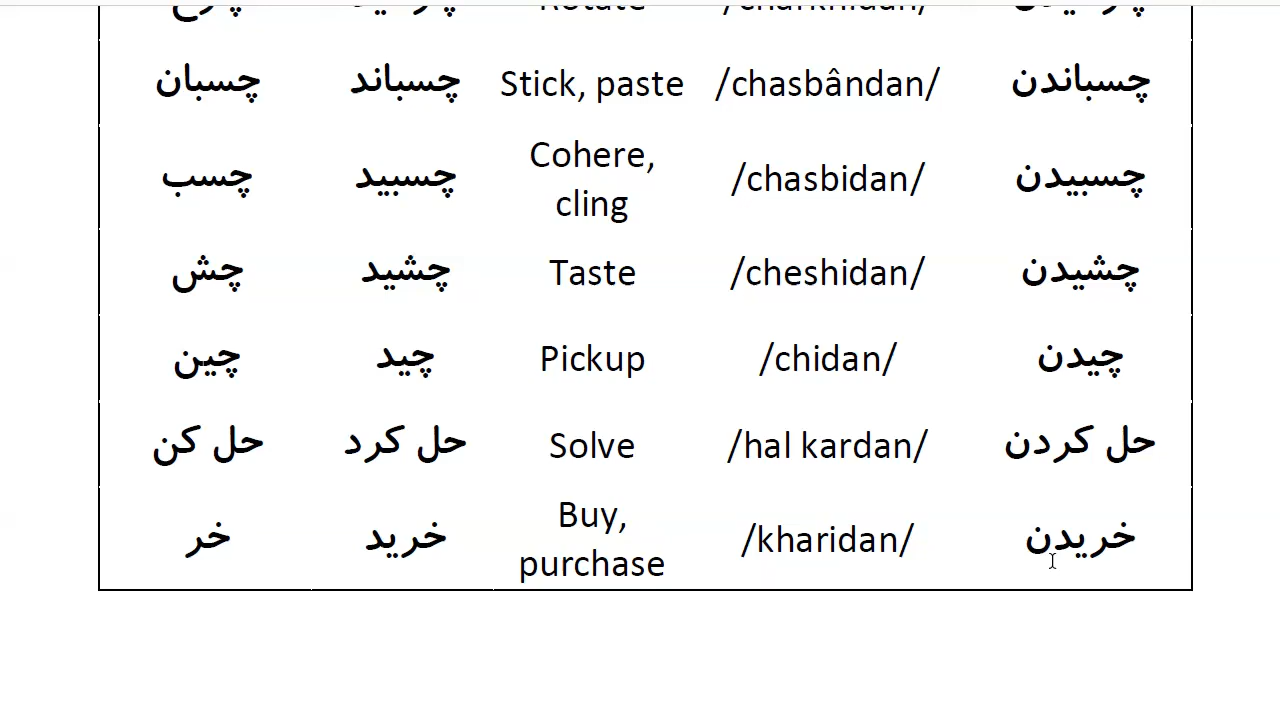 چسباندن /chasbândan/ Stick, paste چسباند چسبان
چسبیدن /chasbidan/ Cohere, cling چسبید چسب
چشیدن /cheshidan/ Taste چشید چش
چیدن /chidan/ Pickup چید چین
حل کردن /hal kardan/ Solve حل کرد حل کن
خریدن /kharidan/ Buy, purchase خرید خر